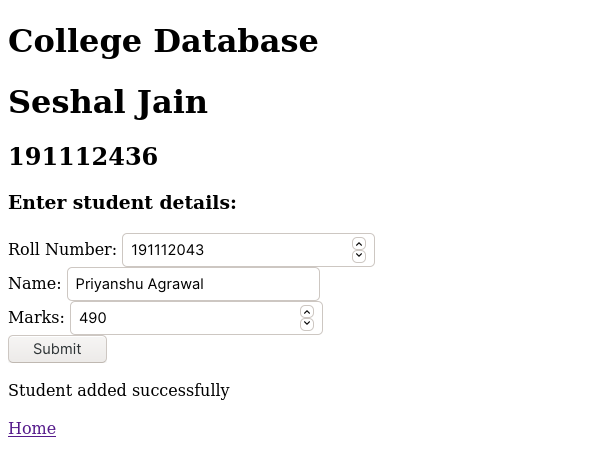 College Database
Seshal Jain
191112436
Enter student details:
Roll Number: 191112043
Name: Priyanshu Agrawal
Marks: 490
Submit
Student added successfully
Home